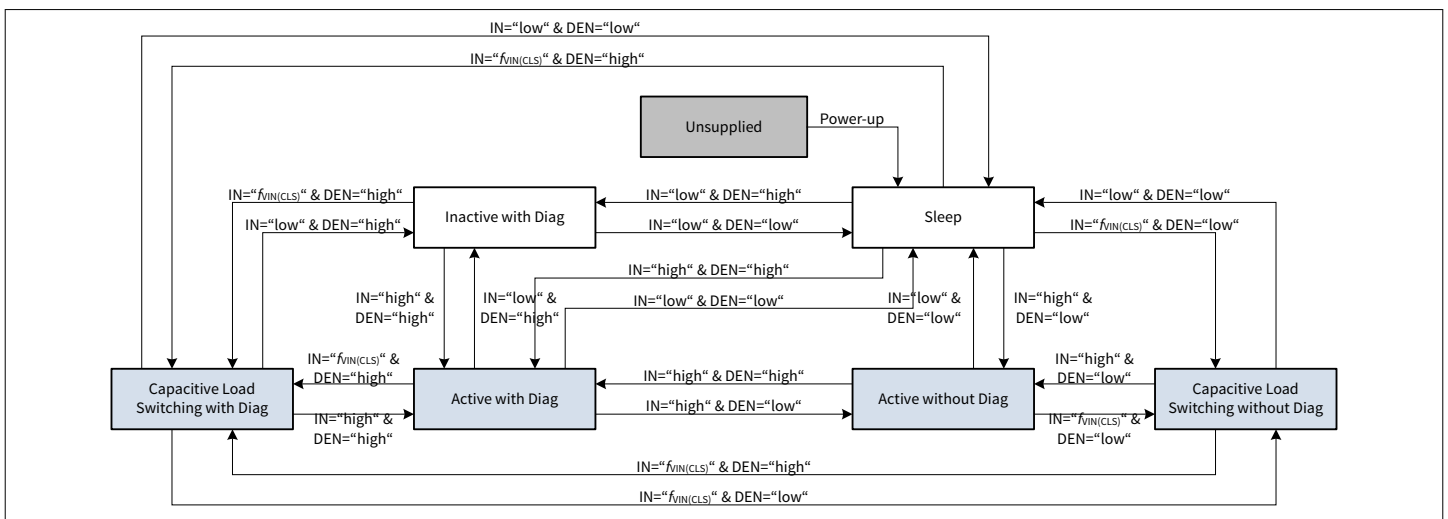 IN=“low“ & DEN=“low“
IN=“fVIN(CLS)“ & DEN=“high“
Unsupplied
Power-up
IN=“fVIN(CLS)“ & DEN=“high“
IN=“low“ & DEN=“high“
Inactive with Diag
IN=“low“ & DEN=“high“
IN=“low“ & DEN=“low“
Sleep
IN=“low“ & DEN=“low“
IN=“fVIN(CLS)“ & DEN=“low“
IN=“high“ & DEN=“high“
IN=“low“ & DEN=“low“
IN=“high“ &
DEN=“high“
IN=“low“ &
DEN=“high“
IN=“low“ &
DEN=“low“
IN=“high“ &
DEN=“low“
Capacitive Load
Switching with Diag
IN=“fVIN(CLS)“ &
DEN=“high“
IN=“high“ &
DEN=“high“
Active with Diag
IN=“high“ & DEN=“high“
IN=“high“ & DEN=“low“
Active without Diag
IN=“high“ &
DEN=“low“
IN=“fVIN(CLS)“ &
DEN=“low“
Capacitive Load
Switching without Diag
IN=“fVIN(CLS)“ & DEN=“high“
IN=“fVIN(CLS)“ & DEN=“low“